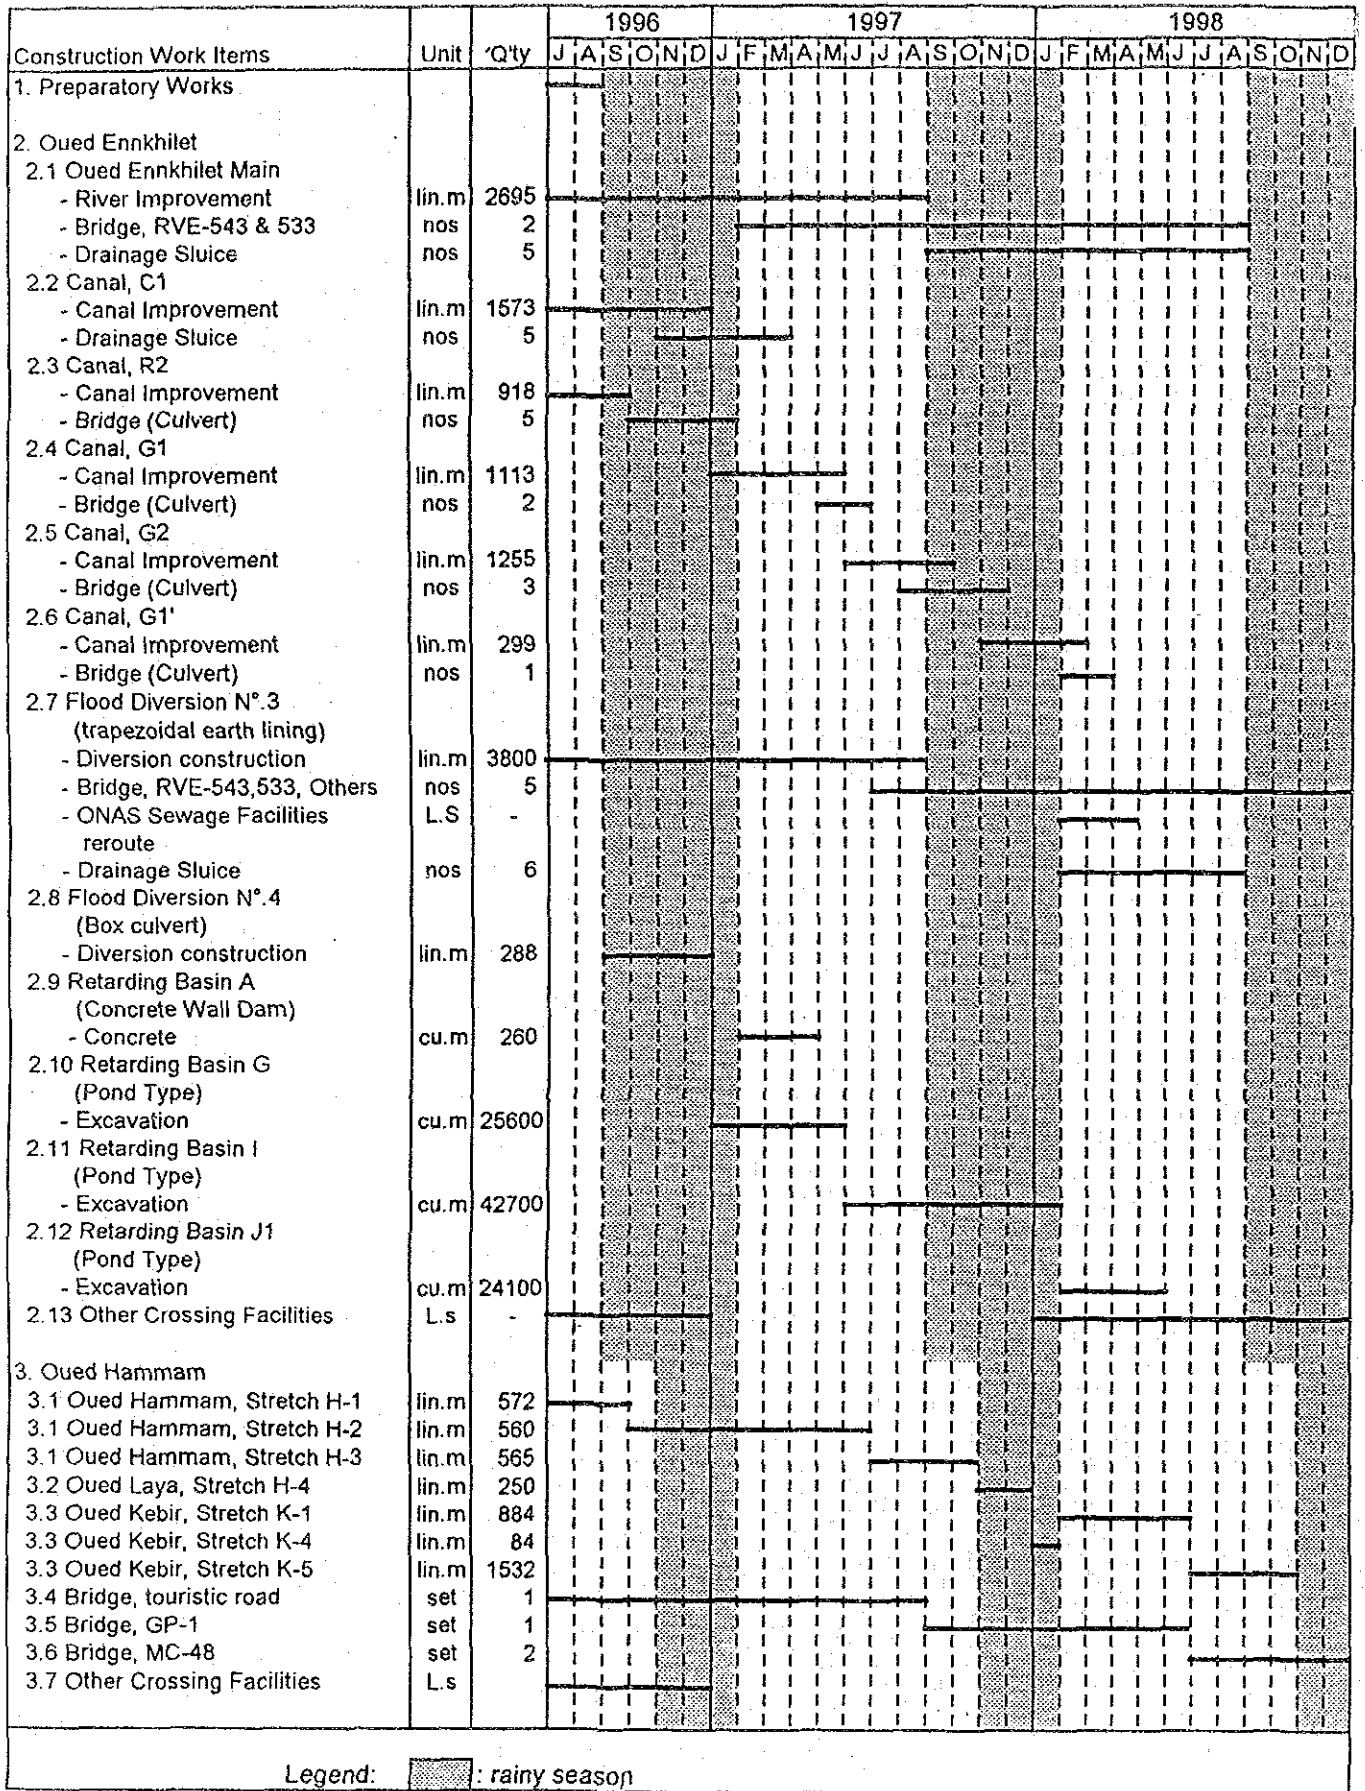 1996 1997 1998
Construction Work Items Unit Q'ty J A S O N D J F M A M J J A S O N D J F M A M J J A S O N D
1. Preparatory Works
2. Oued Ennkhilet
2.1 Oued Ennkhilet Main
- River Improvement lin.m 2695
- Bridge, RVE-543 & 533 nos 2
- Drainage Sluice nos 5
2.2 Canal, C1
- Canal Improvement lin.m 1573
- Drainage Sluice nos 5
2.3 Canal, R2
- Canal Improvement lin.m 918
- Bridge (Culvert) nos 5
2.4 Canal, G1
- Canal Improvement lin.m 1113
- Bridge (Culvert) nos 2
2.5 Canal, G2
- Canal Improvement lin.m 1255
- Bridge (Culvert) nos 3
2.6 Canal, G1'
- Canal Improvement lin.m 299
- Bridge (Culvert) nos 1
2.7 Flood Diversion N°.3
(trapezoidal earth lining)
- Diversion construction lin.m 3800
- Bridge, RVE-543,533, Others nos 5
- ONAS Sewage Facilities L.S -
reroute
- Drainage Sluice nos 6
2.8 Flood Diversion N°.4
(Box culvert)
- Diversion construction lin.m 288
2.9 Retarding Basin A
(Concrete Wall Dam)
- Concrete cu.m 260
2.10 Retarding Basin G
(Pond Type)
- Excavation cu.m 25600
2.11 Retarding Basin I
(Pond Type)
- Excavation cu.m 42700
2.12 Retarding Basin J1
(Pond Type)
- Excavation cu.m 24100
2.13 Other Crossing Facilities L.s -
3. Oued Hammam
3.1 Oued Hammam, Stretch H-1 lin.m 572
3.1 Oued Hammam, Stretch H-2 lin.m 560
3.1 Oued Hammam, Stretch H-3 lin.m 565
3.2 Oued Laya, Stretch H-4 lin.m 250
3.3 Oued Kebir, Stretch K-1 lin.m 884
3.3 Oued Kebir, Stretch K-4 lin.m 84
3.3 Oued Kebir, Stretch K-5 lin.m 1532
3.4 Bridge, touristic road set 1
3.5 Bridge, GP-1 set 1
3.6 Bridge, MC-48 set 2
3.7 Other Crossing Facilities L.s
Legend: : rainy season